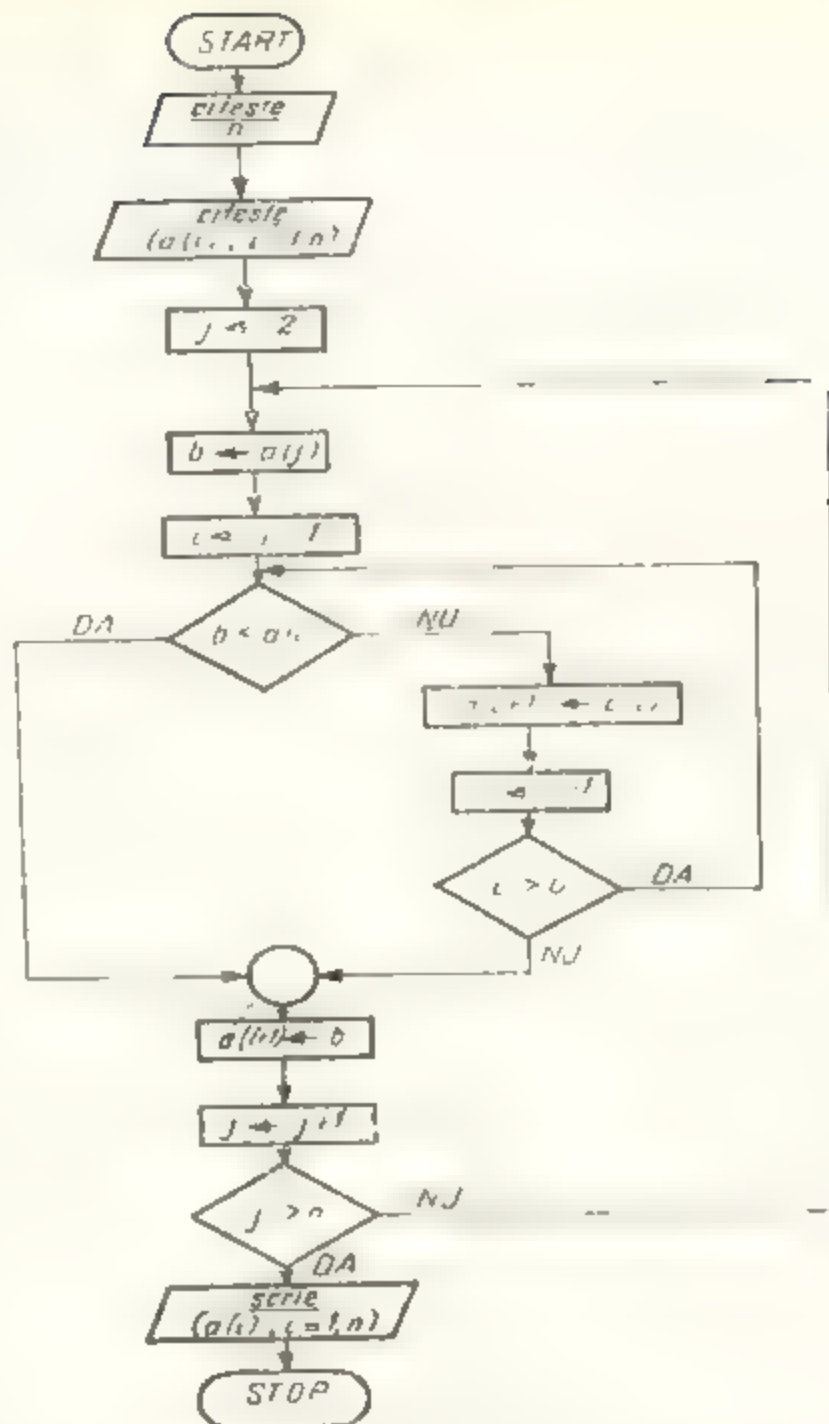 START
citeste
n
citeste
j ← 2
b ← a(j)
DA
NU
DA
NU
a(i+1) ← b
j ← j+1
j > n
NU
DA
scrie
(a(i), i=1,n)
STOP